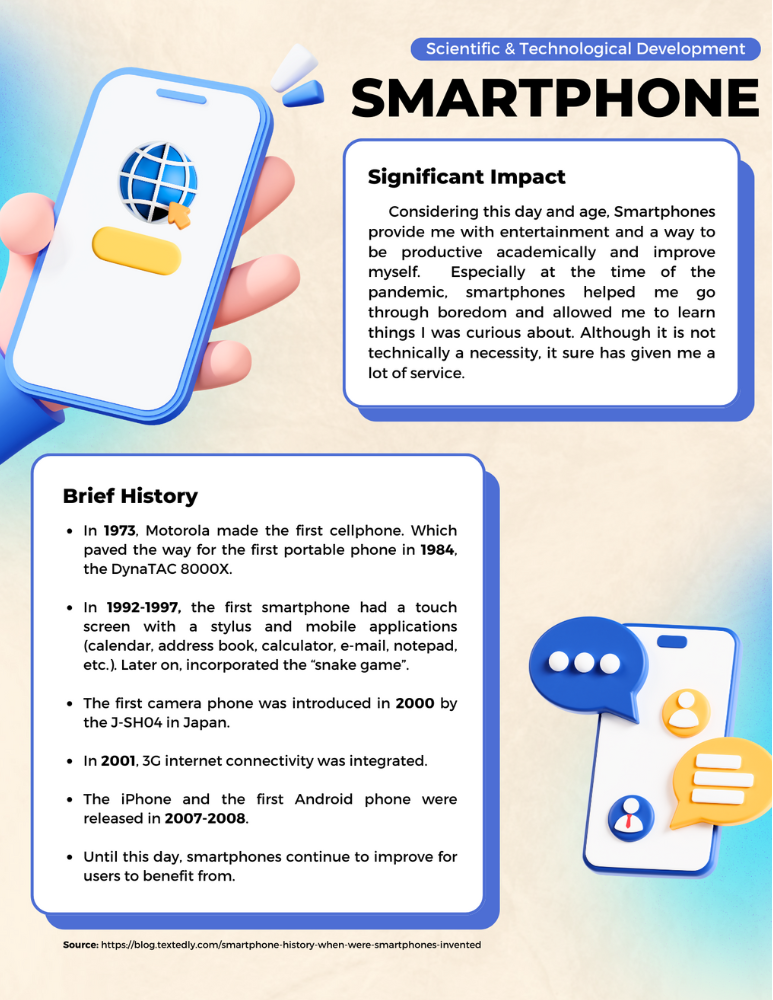 Scientific & Technological Development
SMARTPHONE
Significant Impact
Considering this day and age, Smartphones
provide me with entertainment and a way to
be productive academically and improve
myself. Especially at the time of the
pandemic, smartphones helped me go
through boredom and allowed me to learn
things I was curious about. Although it is not
technically a necessity, it sure has given me a
lot of service.
Brief History
• In 1973, Motorola made the first cellphone. Which
paved the way for the first portable phone in 1984,
the DynaTAC 8000X.
• In 1992-1997, the first smartphone had a touch
screen with a stylus and mobile applications
(calendar, address book, calculator, e-mail, notepad,
etc.). Later on, incorporated the “snake game”.
• The first camera phone was introduced in 2000 by
the J-SH04 in Japan.
• In 2001, 3G internet connectivity was integrated.
• The iPhone and the first Android phone were
released in 2007-2008.
• Until this day, smartphones continue to improve for
users to benefit from.
Source: https://blog.textedly.com/smartphone-history-when-were-smartphones-invented